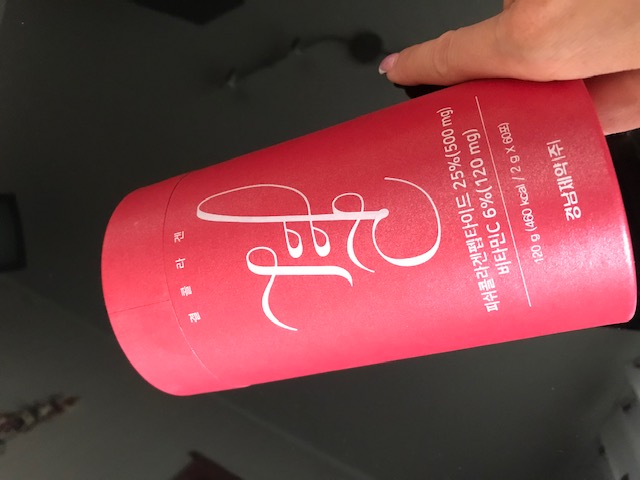 결콜라겐
결
피쉬콜라겐펩타이드 25%(500 mg)
비타민C 6%(120 mg)
120 g (460 kcal / 2 g X 60포)
경남제약(주)